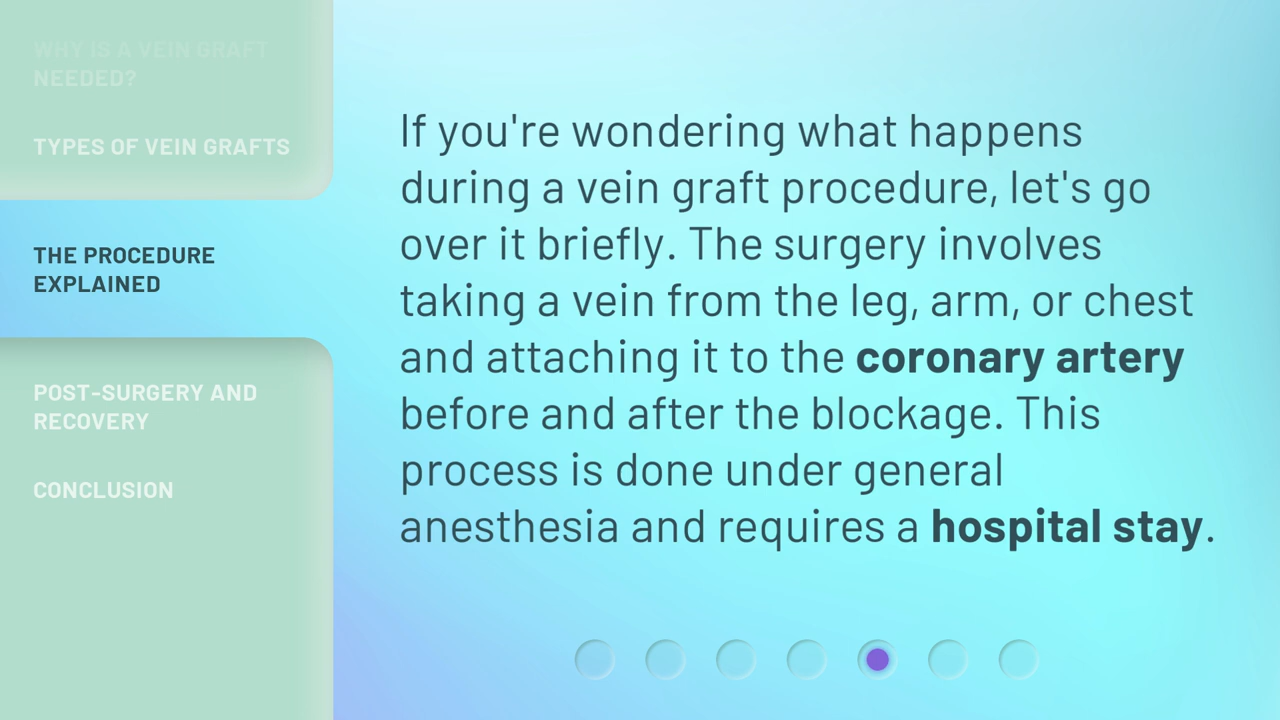 WHY IS A VEIN GRAFT
NEEDED?
TYPES OF VEIN GRAFTS
THE PROCEDURE
EXPLAINED
POST-SURGERY AND
RECOVERY
CONCLUSION
If you're wondering what happens
during a vein graft procedure, let's go
over it briefly. The surgery involves
taking a vein from the leg, arm, or chest
and attaching it to the coronary artery
before and after the blockage. This
process is done under general
anesthesia and requires a hospital stay.